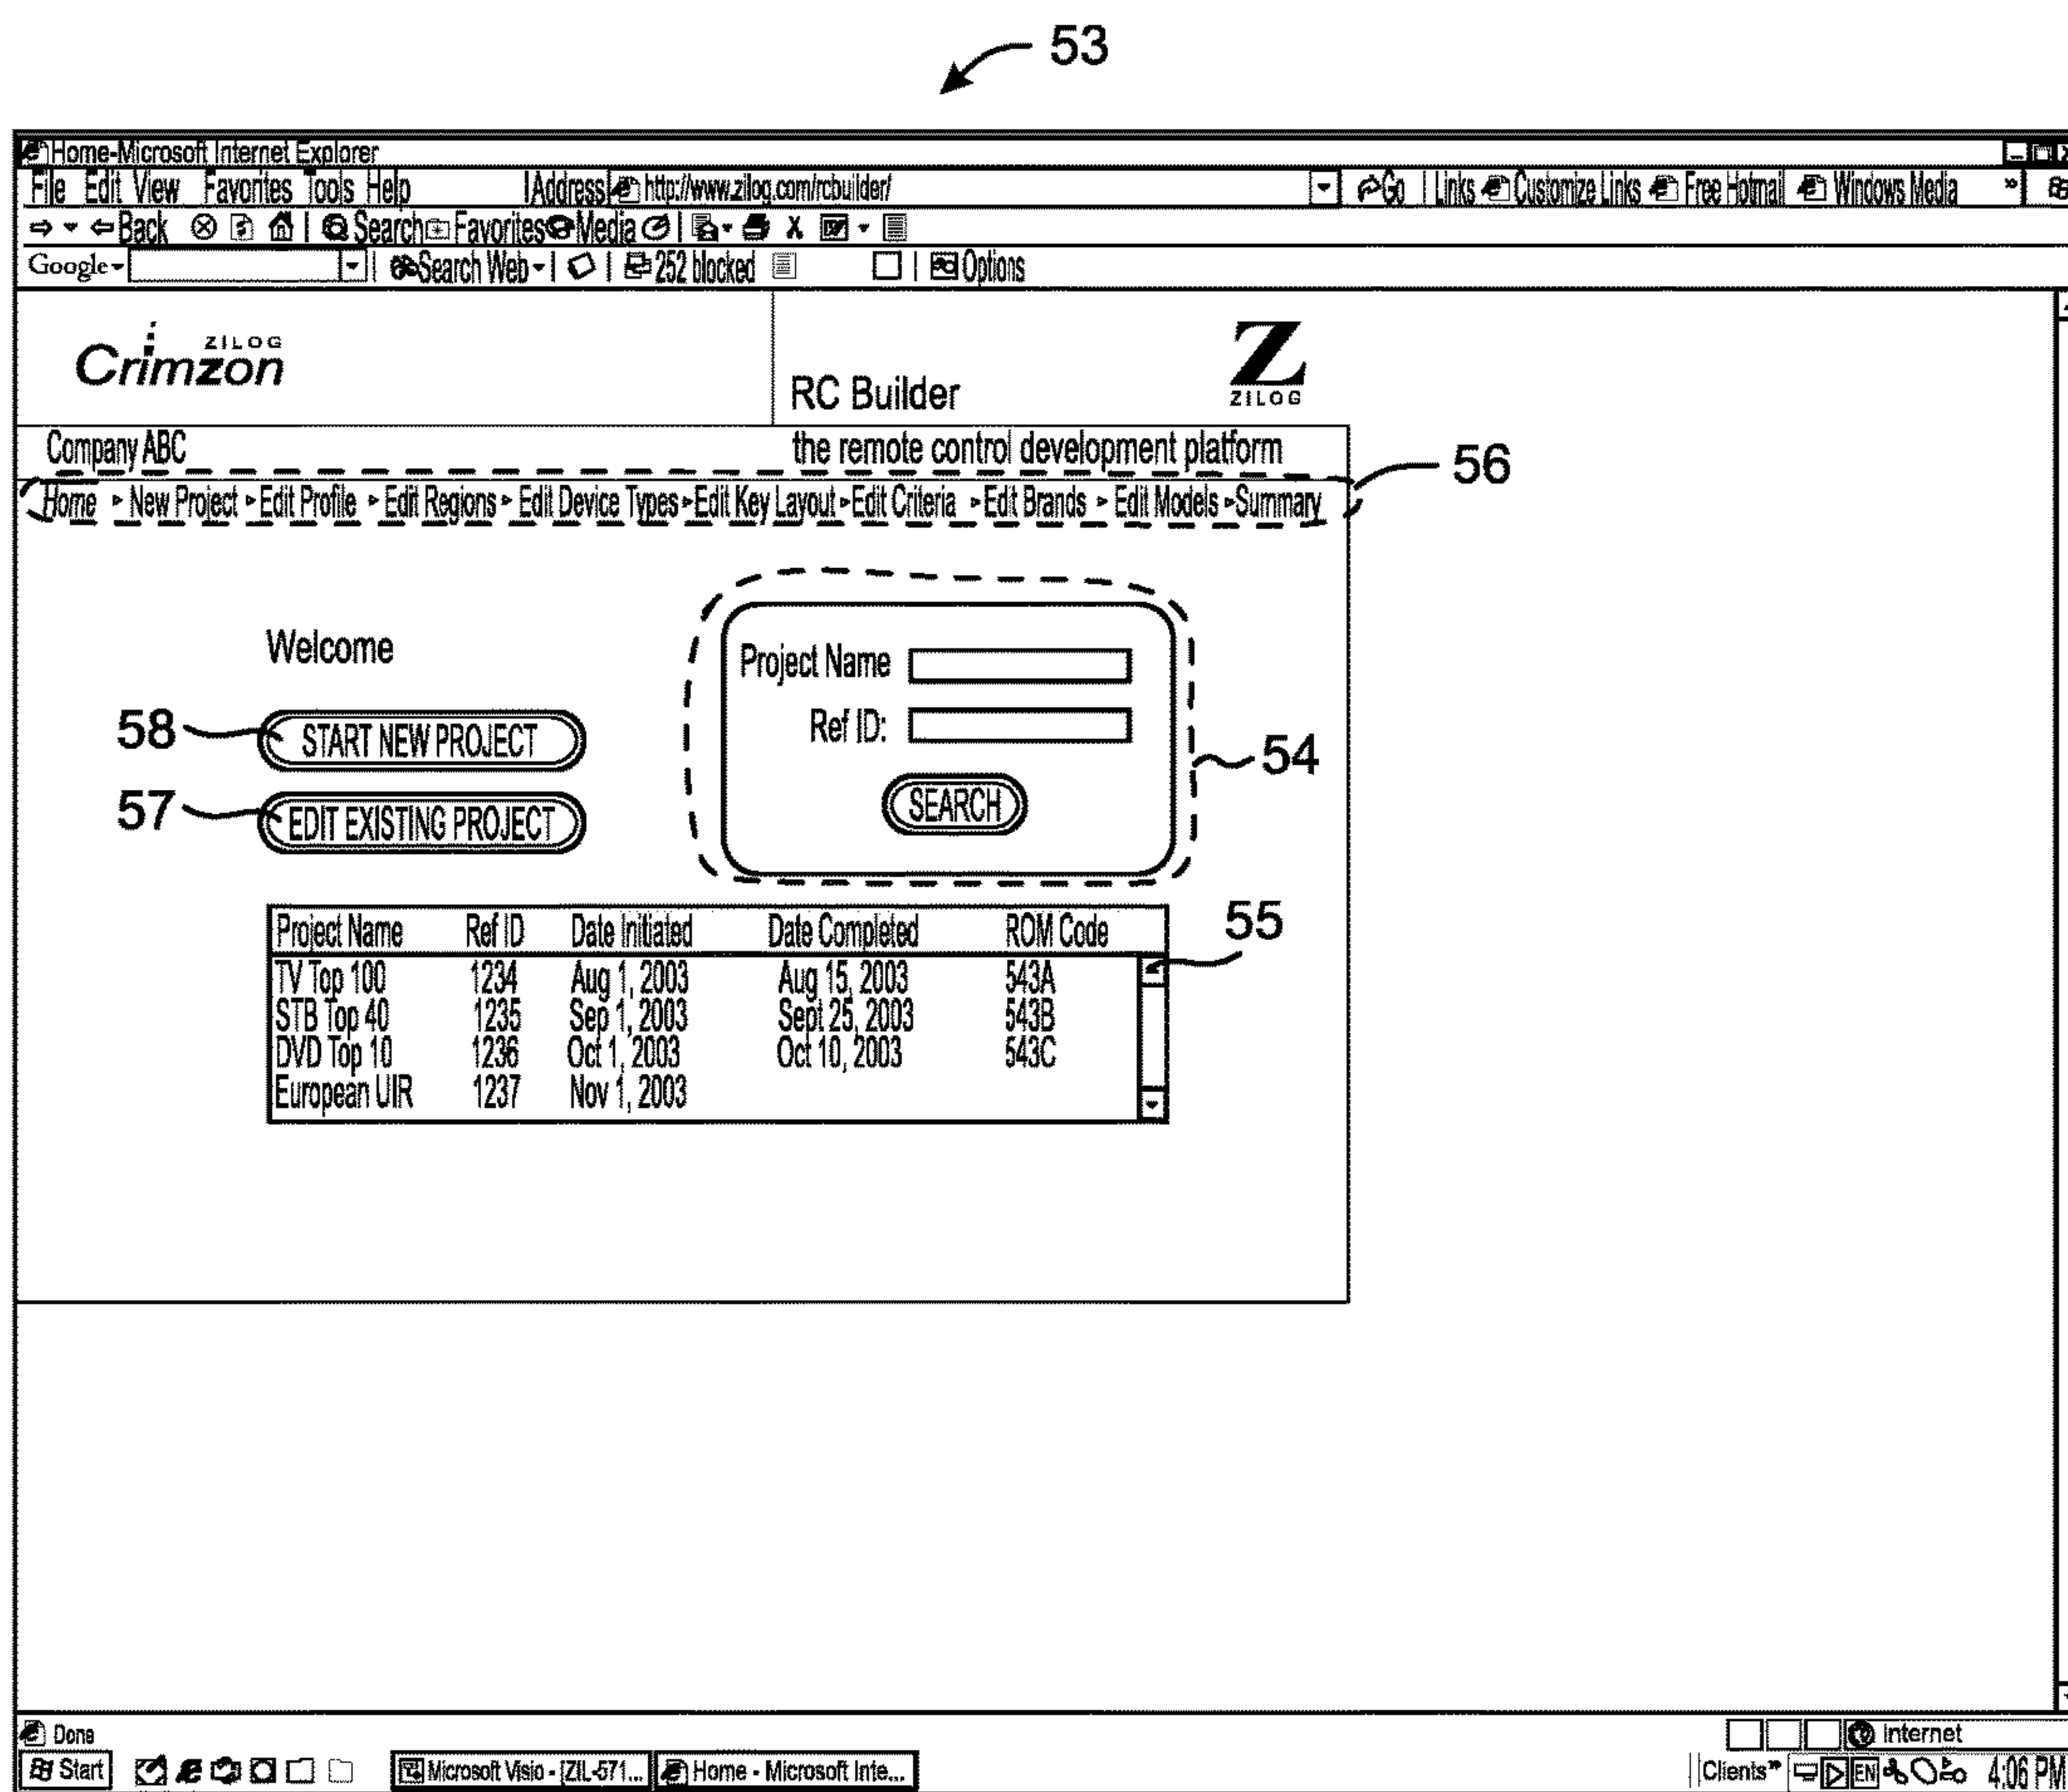 53
Home-Microsoft Internet Explorer
File Edit View Favorites Tools Help Address http://www.zilog.com/rcbuilder/ Go Links Customize Links Free Hotmail Windows Media »
Back Search Favorites Media
Google Search Web 252 blocked Options
ZILOG
Crimzon
RC Builder
Z
ZILOG
Company ABC the remote control development platform
56
Home New Project Edit Profile Edit Regions Edit Device Types Edit Key Layout Edit Criteria Edit Brands Edit Models Summary
Welcome
Project Name
Ref ID:
SEARCH
54
58 START NEW PROJECT
57 EDIT EXISTING PROJECT
55
Project Name Ref ID Date Initiated Date Completed ROM Code
TV Top 100 1234 Aug 1, 2003 Aug 15, 2003 543A
STB Top 40 1235 Sep 1, 2003 Sept 25, 2003 543B
DVD Top 10 1236 Oct 1, 2003 Oct 10, 2003 543C
European UIR 1237 Nov 1, 2003
Done Internet
Start Microsoft Visio - [ZIL-571... Home - Microsoft Inte... Clients » EN 4:06 PM